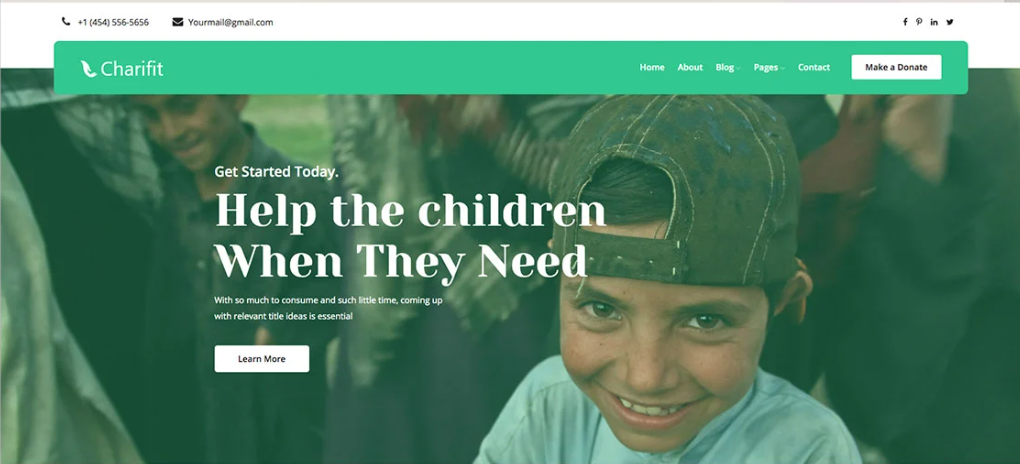 +1 (454) 556-5656 Yourmail@gmail.com
Charifit Home About Blog Pages Contact Make a Donate
Get Started Today.
Help the children
When They Need
With so much to consume and such little time, coming up
with relevant title ideas is essential
Learn More